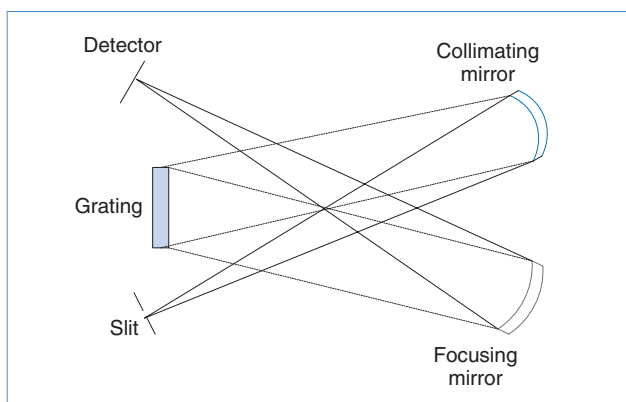 Detector
Collimating
mirror
Grating
Slit
Focusing
mirror